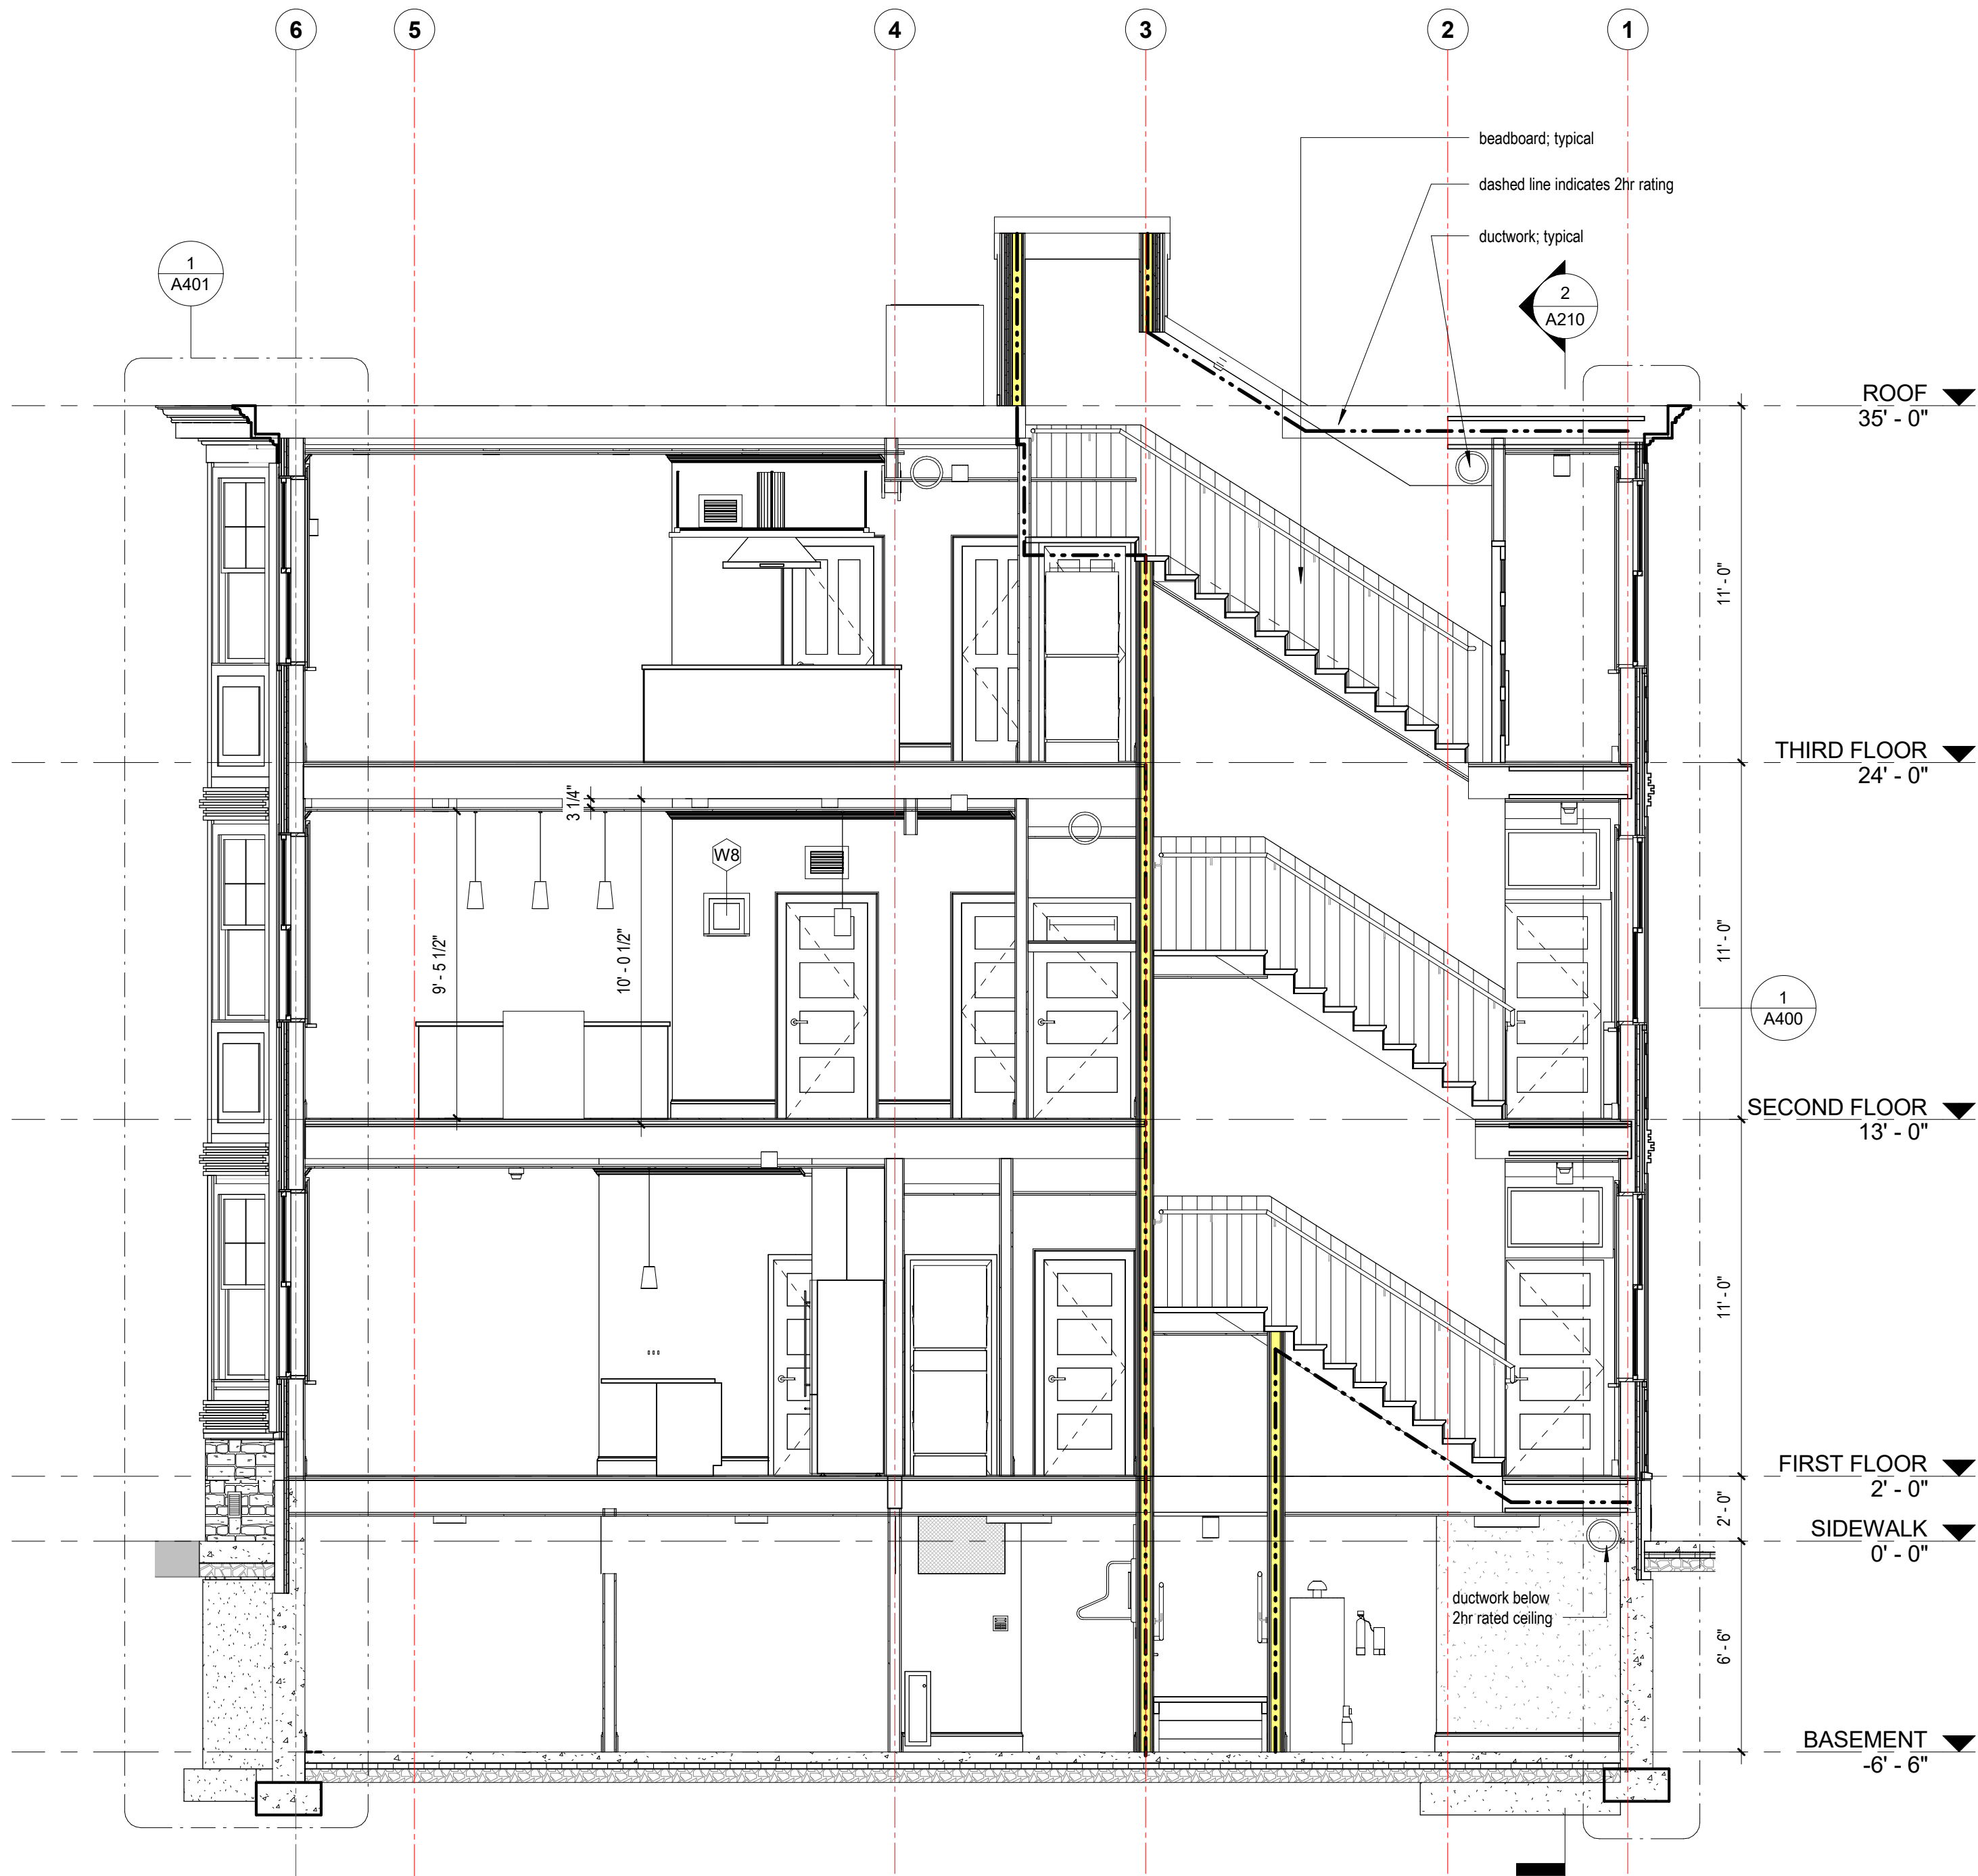 6
5
4
3
2
1
beadboard; typical
dashed line indicates 2hr rating
ductwork; typical
1
A401
2
A210
ROOF
35' - 0"
11' - 0"
THIRD FLOOR
24' - 0"
3 1/4"
W8
9' - 5 1/2"
10' - 0 1/2"
11' - 0"
1
A400
SECOND FLOOR
13' - 0"
11' - 0"
FIRST FLOOR
2' - 0"
2' - 0"
SIDEWALK
0' - 0"
ductwork below
2hr rated ceiling
6' - 6"
BASEMENT
-6' - 6"